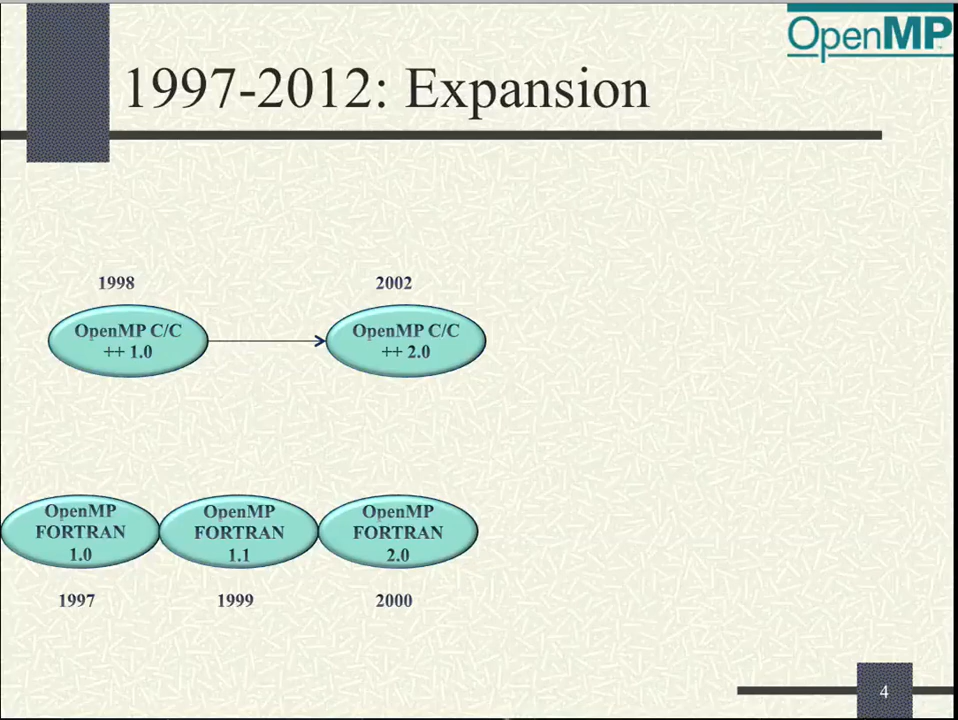 OpenMP
1997-2012: Expansion
1998
2002
OpenMP C/C
++ 1.0
OpenMP C/C
++ 2.0
OpenMP
FORTRAN
1.0
OpenMP
FORTRAN
1.1
OpenMP
FORTRAN
2.0
1997
1999
2000
4